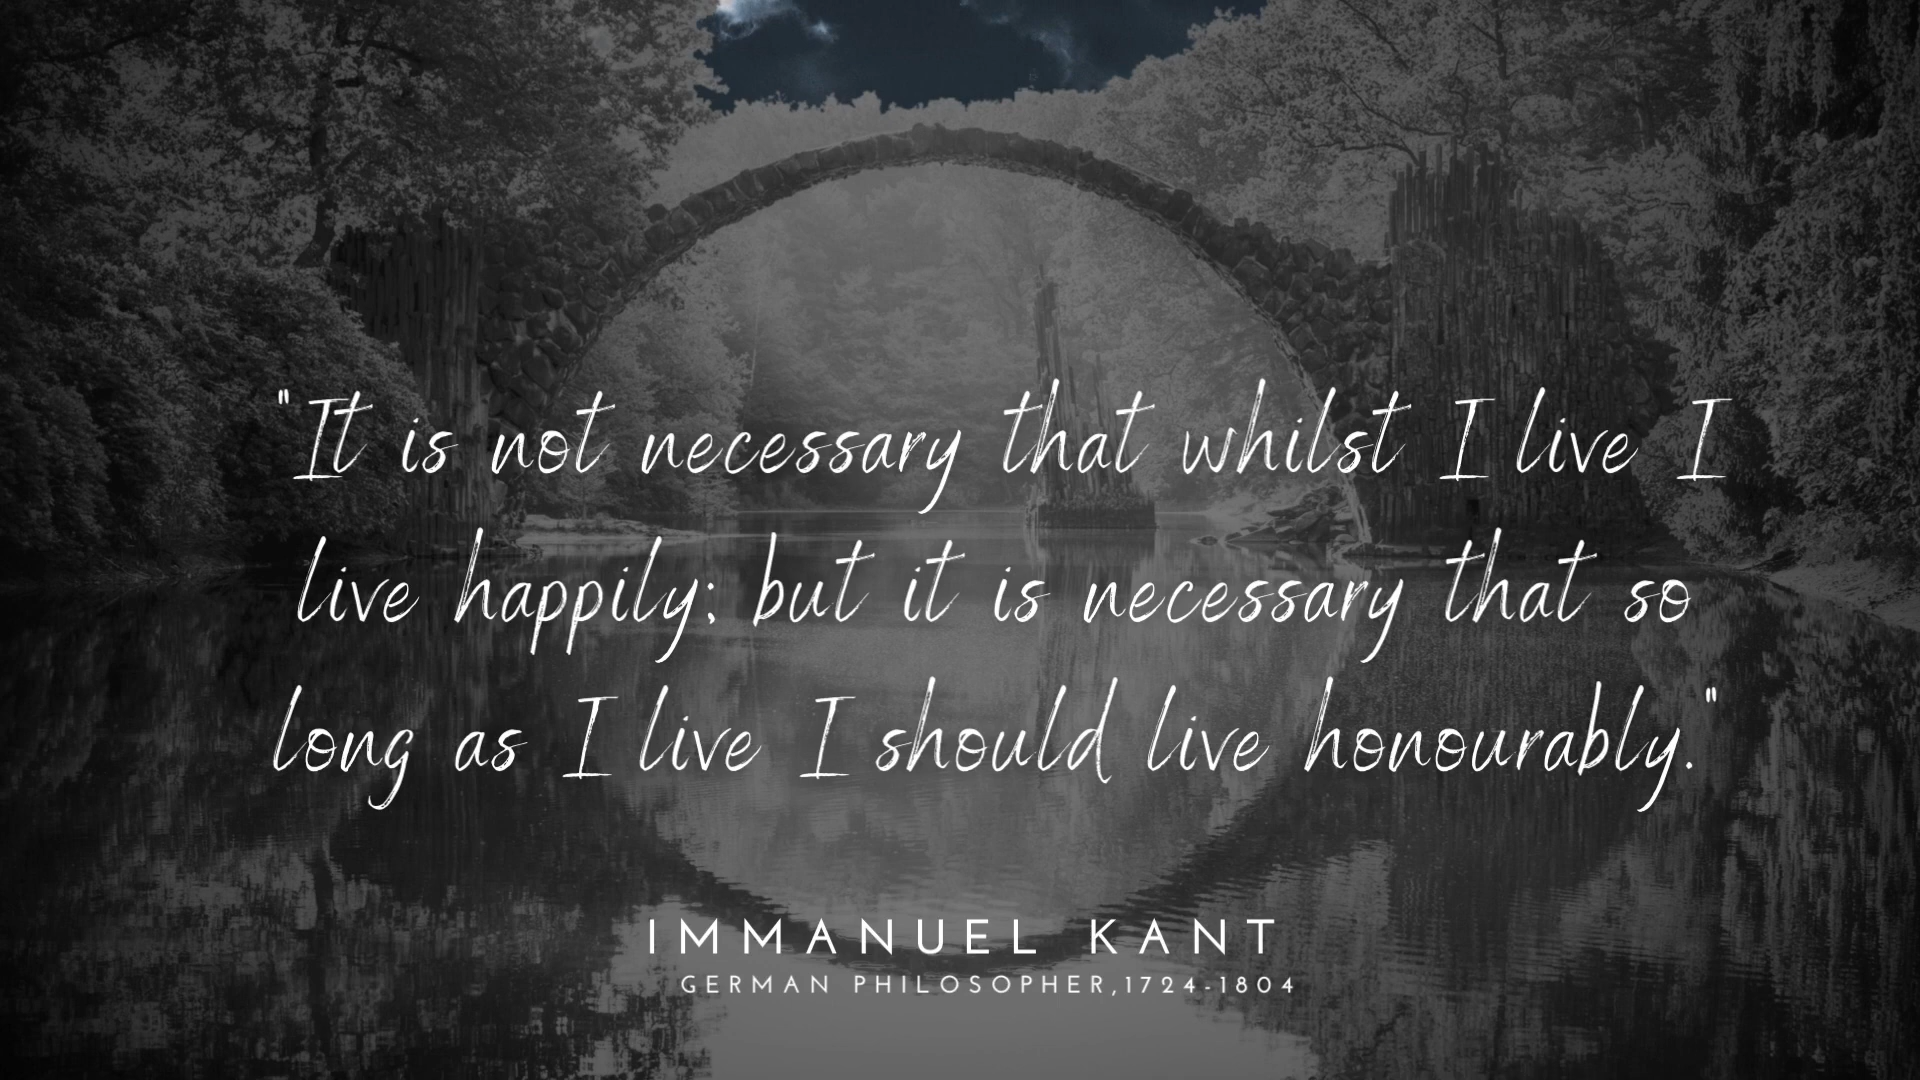 "It is not necessary that whilst I live I
live happily; but it is necessary that so
long as I live I should live honourably."
IMMANUEL KANT
GERMAN PHILOSOPHER,1724-1804